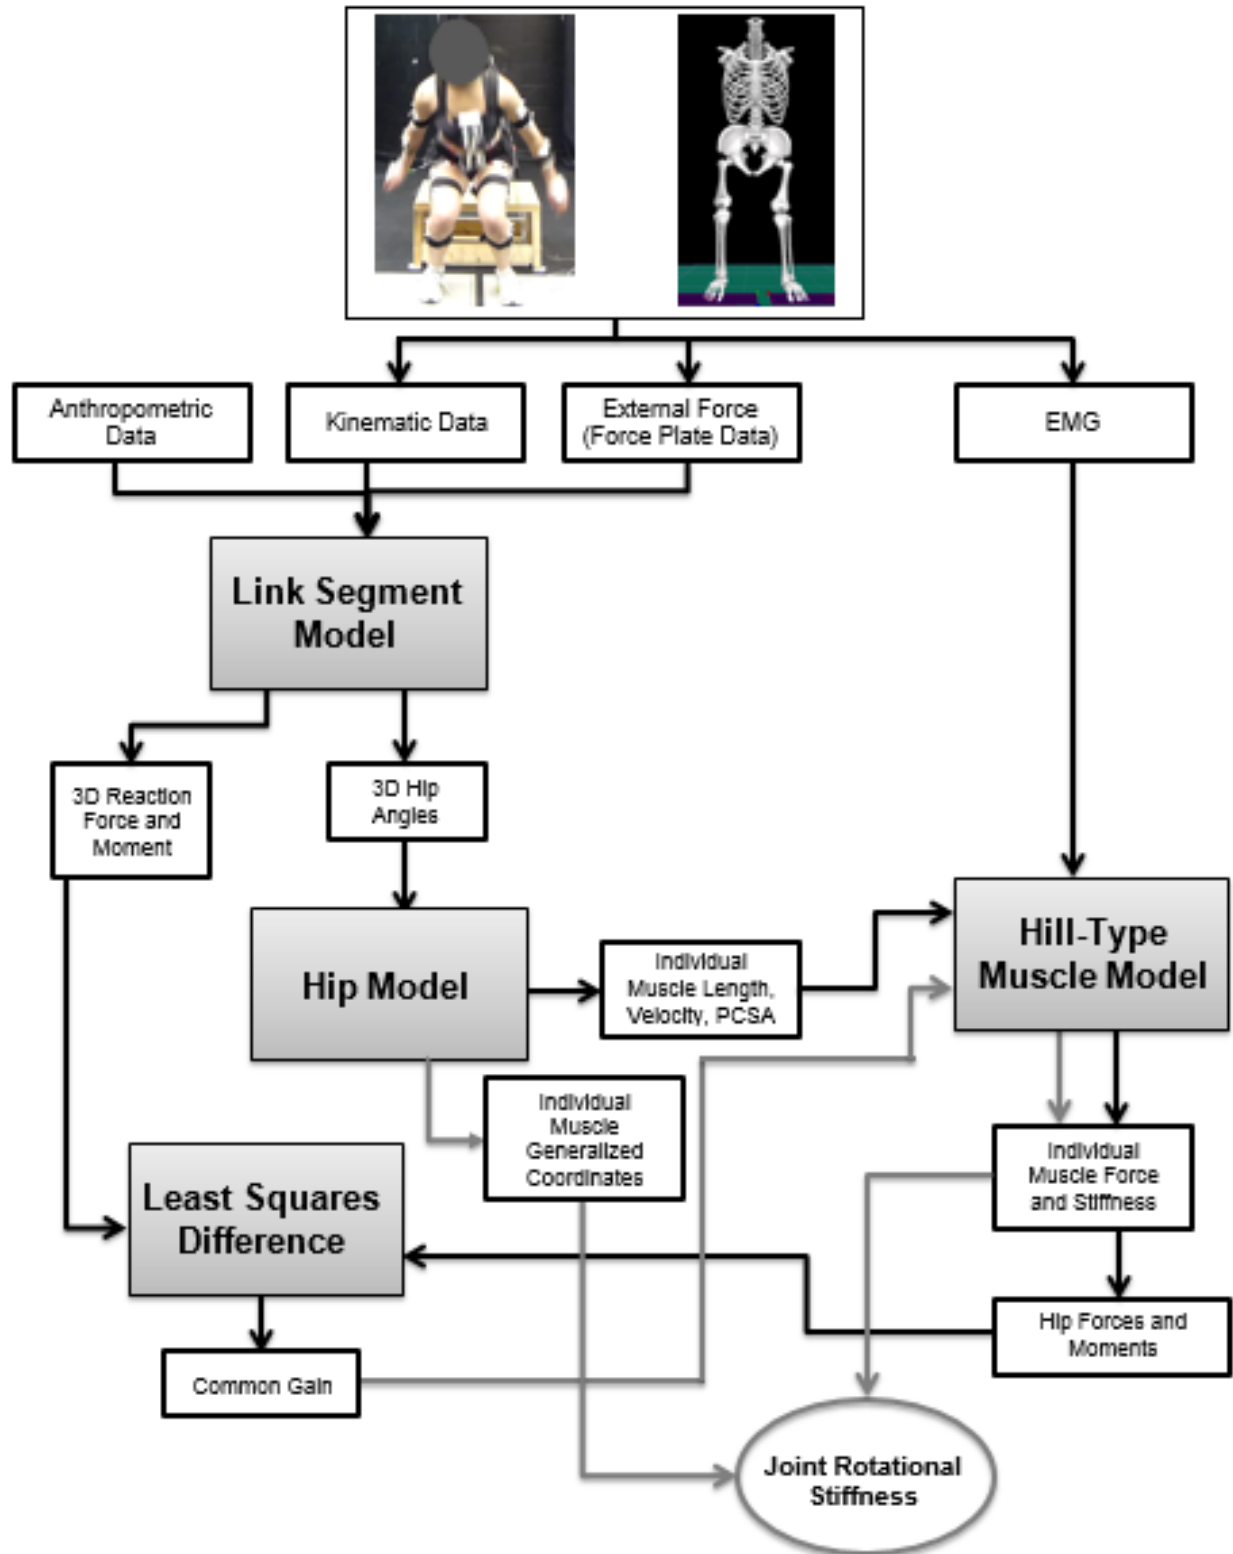 Anthropometric
Data
Kinematic Data
External Force
(Force Plate Data)
EMG
Link Segment
Model
3D Reaction
Force and
Moment
3D Hip
Angles
Hip Model
Individual
Muscle Length,
Velocity, PCSA
Hill-Type
Muscle Model
Individual
Muscle
Generalized
Coordinates
Individual
Muscle Force
and Stiffness
Least Squares
Difference
Hip Forces and
Moments
Common Gain
Joint Rotational
Stiffness